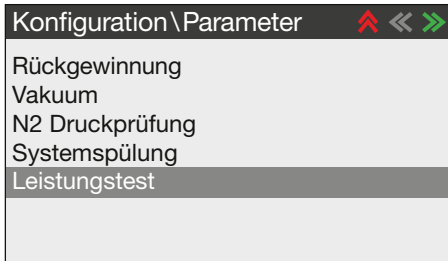 Konfiguration\Parameter
Rückgewinnung
Vakuum
N2 Druckprüfung
Systemspülung
Leistungstest